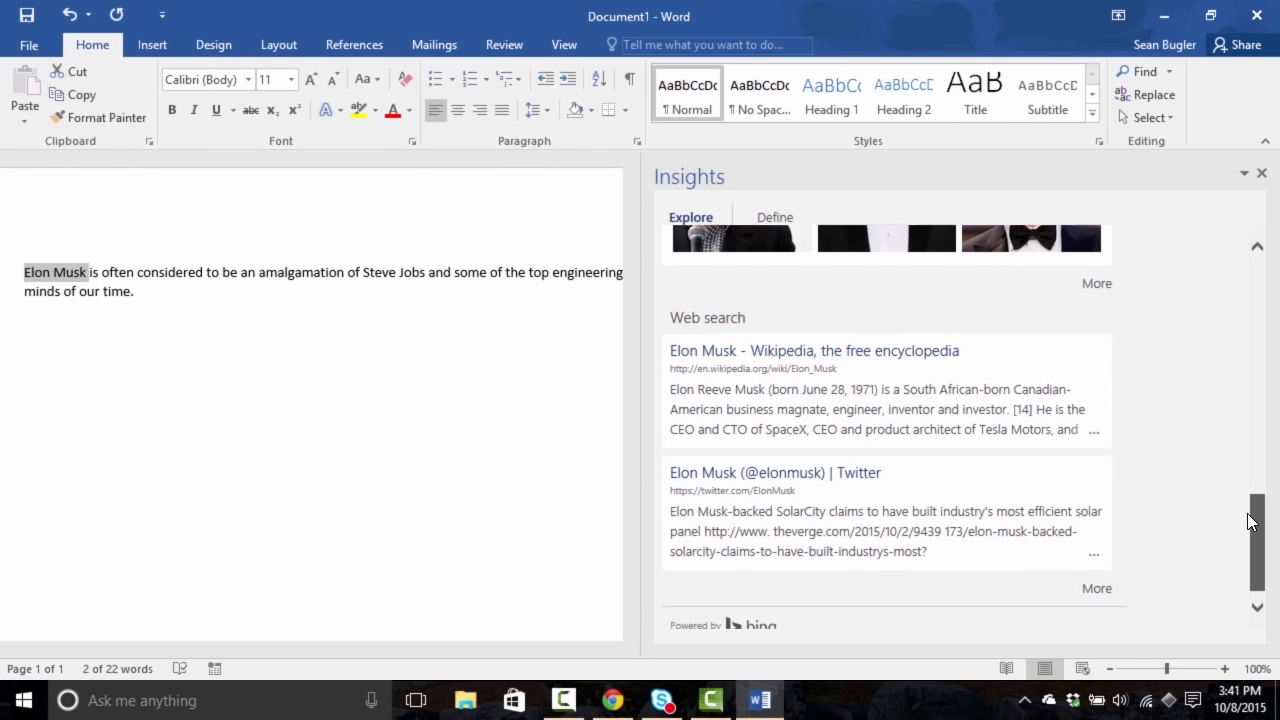 Document1 - Word
File Home Insert Design Layout References Mailings Review View Tell me what you want to do... Sean Bugler Share
Paste
Cut
Copy
Format Painter
Clipboard
Calibri (Body) 11 Aa
B I U abc x₂ x² A ab A
Font
Paragraph
AaBbCcDc AaBbCcDc AaBbCc AaBbCcC AaB AaBbCcD
¶ Normal ¶ No Spac... Heading 1 Heading 2 Title Subtitle
Styles
Find
Replace
Select
Editing
Elon Musk is often considered to be an amalgamation of Steve Jobs and some of the top engineering
minds of our time.
Insights
Explore Define
More
Web search
Elon Musk - Wikipedia, the free encyclopedia
http://en.wikipedia.org/wiki/Elon_Musk
Elon Reeve Musk (born June 28, 1971) is a South African-born Canadian-
American business magnate, engineer, inventor and investor. [14] He is the
CEO and CTO of SpaceX, CEO and product architect of Tesla Motors, and ...
Elon Musk (@elonmusk) | Twitter
https://twitter.com/ElonMusk
Elon Musk-backed SolarCity claims to have built industry's most efficient solar
panel http://www. theverge.com/2015/10/2/9439 173/elon-musk-backed-
solarcity-claims-to-have-built-industrys-most? ...
More
Powered by bing
Page 1 of 1 2 of 22 words 100%
Ask me anything
3:41 PM
10/8/2015